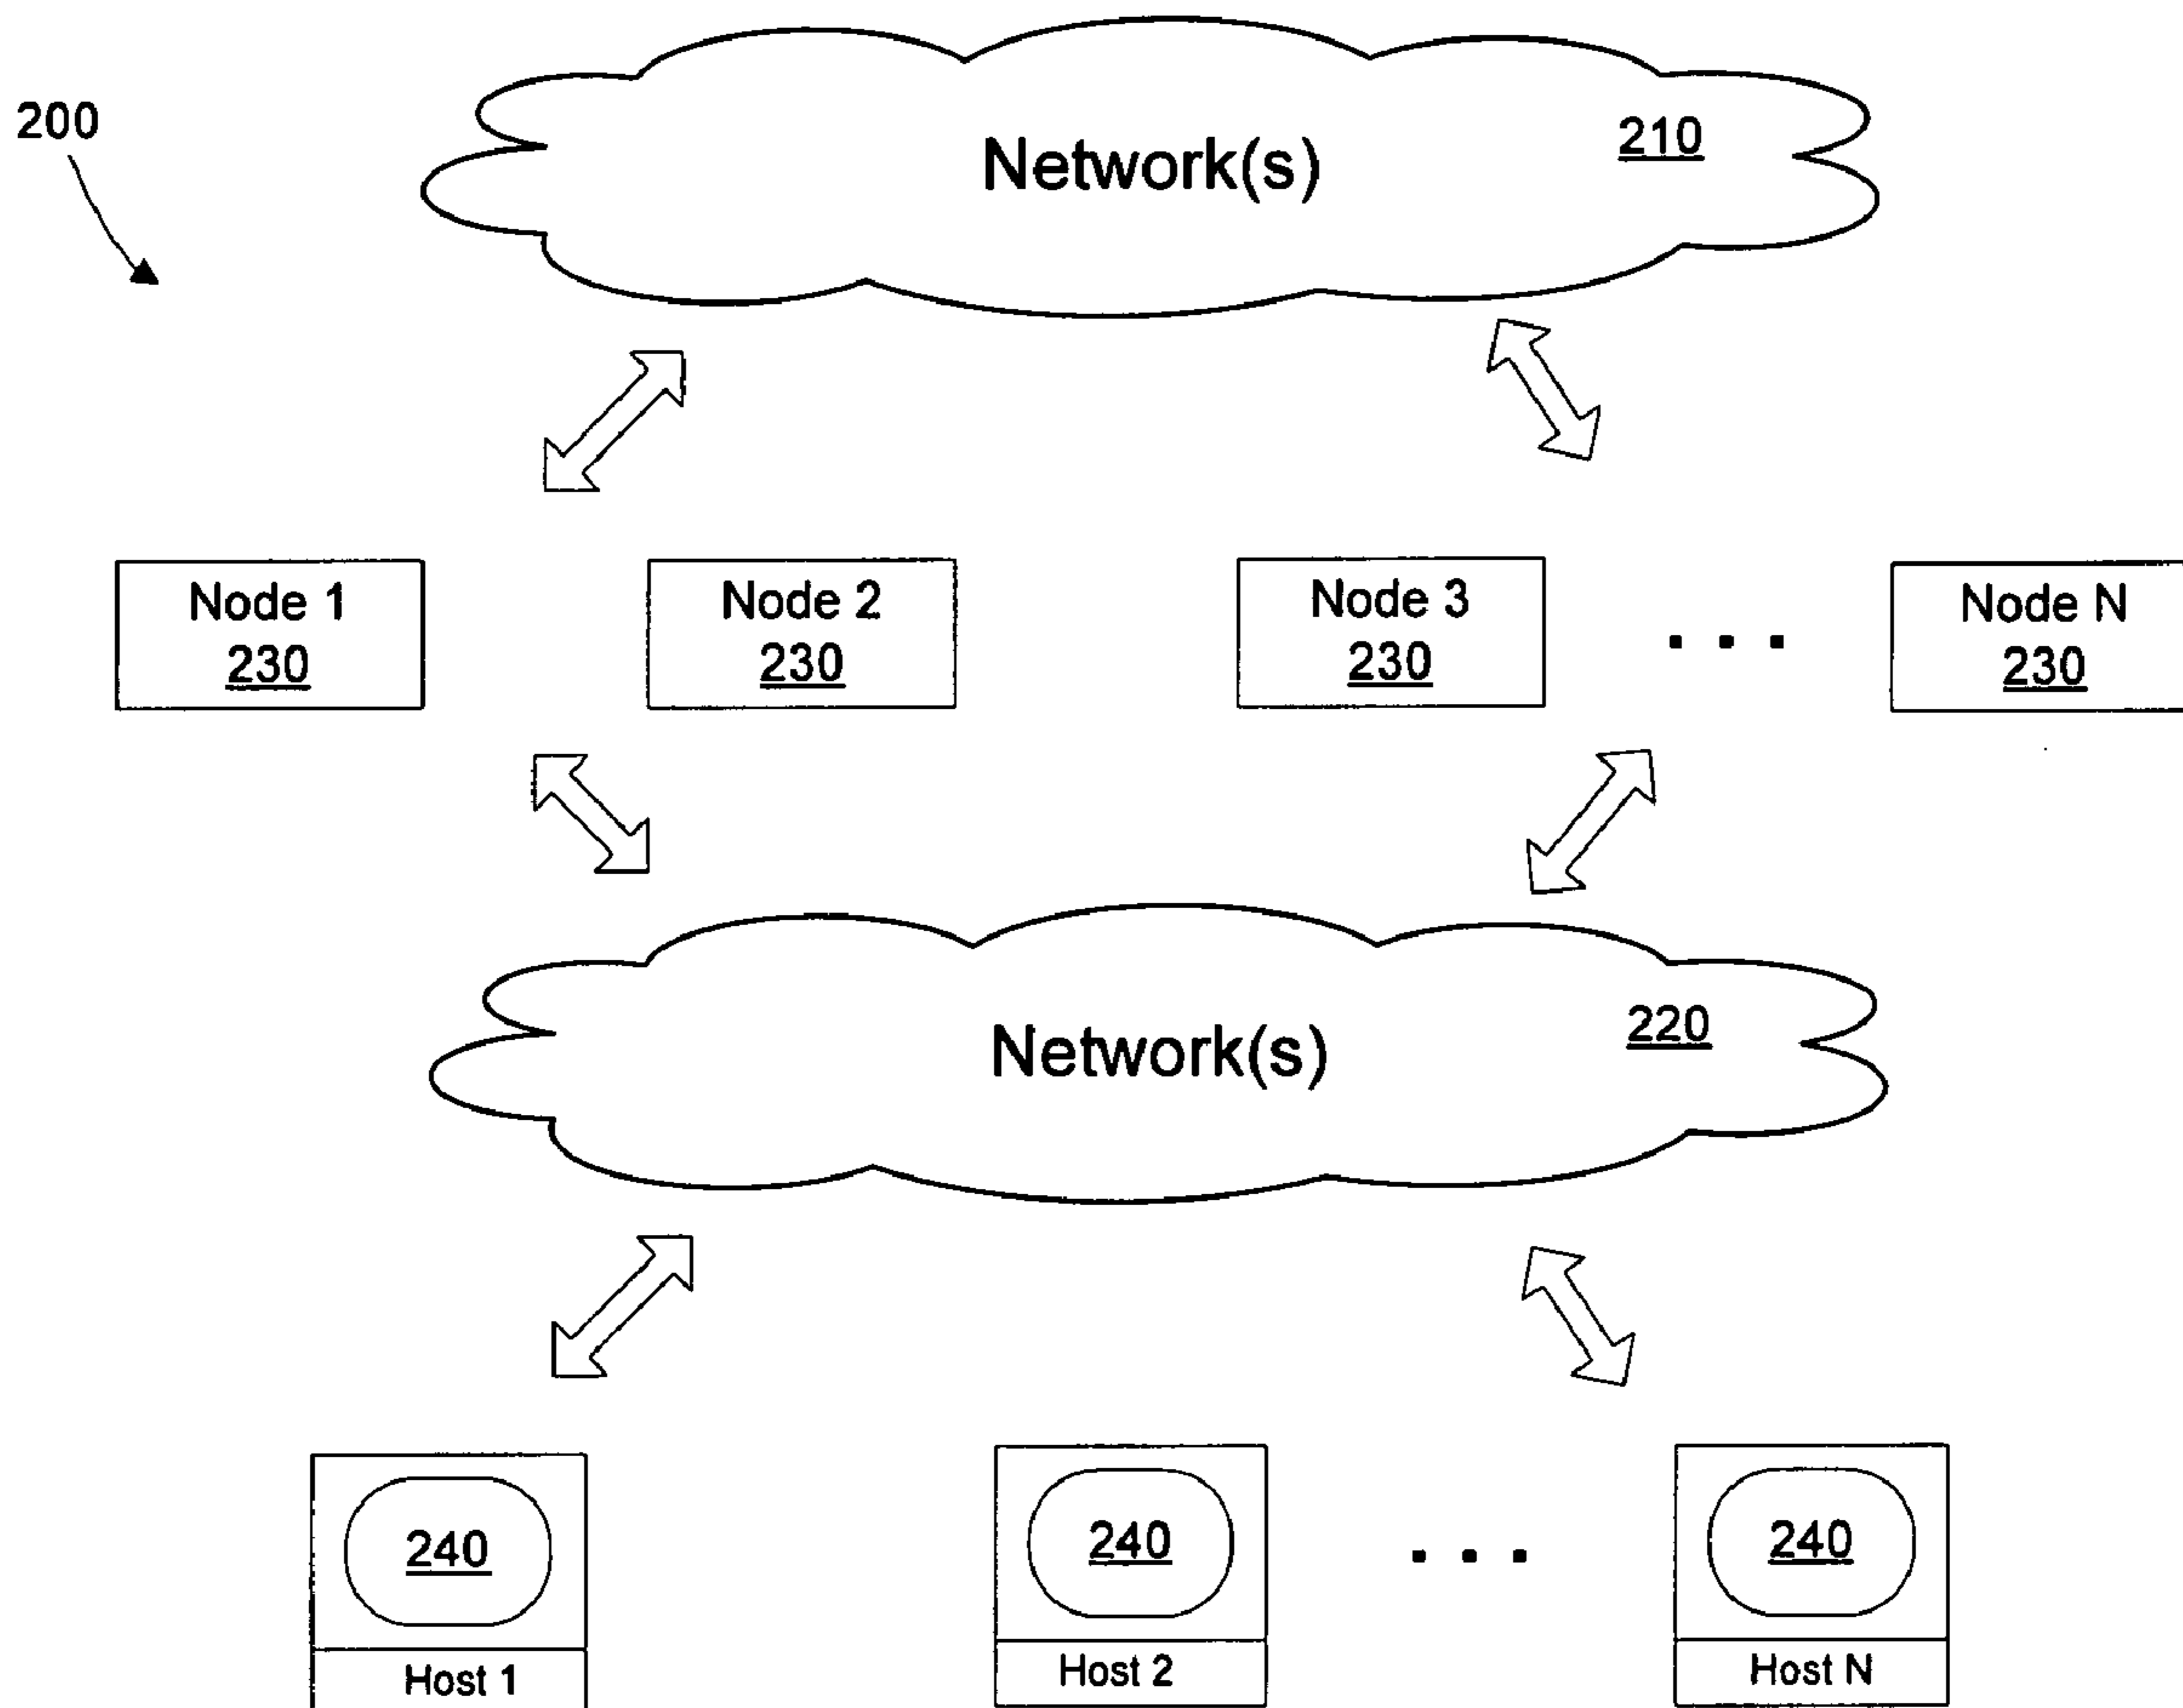 200
Network(s)
210
Node 1
230
Node 2
230
Node 3
230
. . .
Node N
230
Network(s)
220
240
Host 1
240
Host 2
. . .
240
Host N